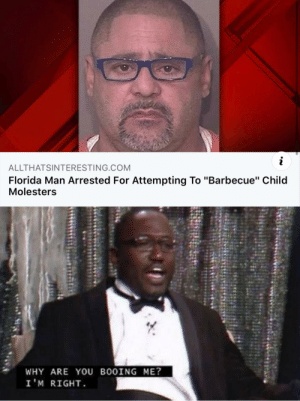 ALLTHATSINTERESTING.COM
i
Florida Man Arrested For Attempting To "Barbecue" Child
Molesters
WHY ARE YOU BOOING ME?
I'M RIGHT.